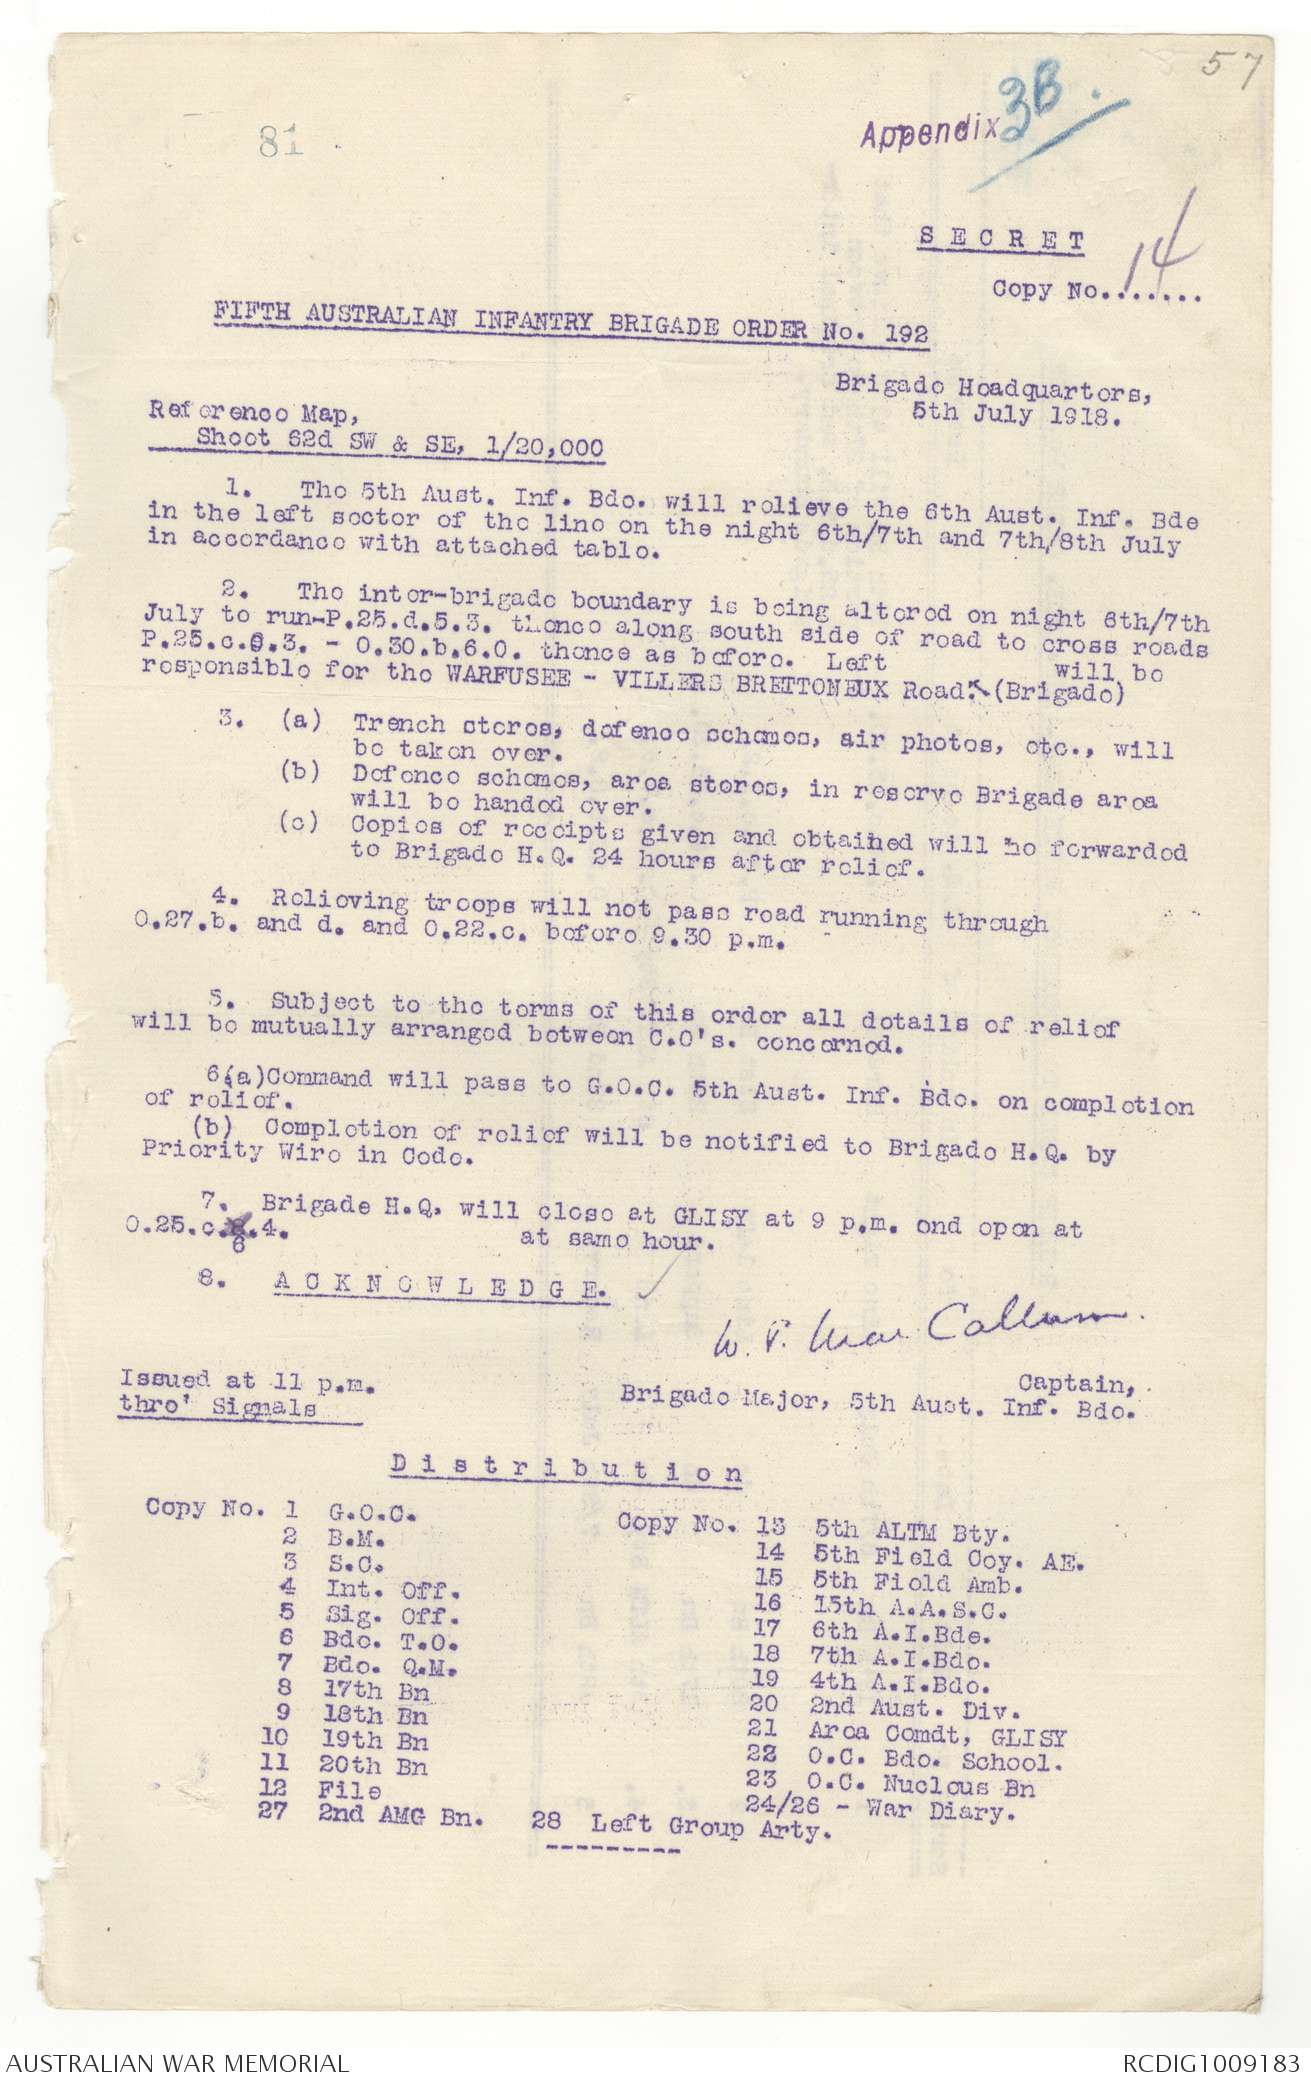 57
81
Appendix 3B.
SECRET
Copy No....14...
FIFTH AUSTRALIAN INFANTRY BRIGADE ORDER No. 192
Brigade Headquarters,
5th July 1918.
Reference Map,
Sheet 62d SW & SE, 1/20,000
1. The 5th Aust. Inf. Bde. will relieve the 6th Aust. Inf. Bde
in the left sector of the line on the night 6th/7th and 7th/8th July
in accordance with attached table.
2. The inter-brigade boundary is being altered on night 6th/7th
July to run-P.25.d.5.3. thence along south side of road to cross roads
P.25.c.0.3. - O.30.b.6.0. thence as before. Left will be
responsible for the WARFUSEE - VILLERS BRETTONEUX Road. (Brigade)
3. (a) Trench stores, defence schemes, air photos, etc., will
be taken over.
(b) Defence schemes, area stores, in reserve Brigade area
will be handed over.
(c) Copies of receipts given and obtained will be forwarded
to Brigade H.Q. 24 hours after relief.
4. Relieving troops will not pass road running through
O.27.b. and d. and O.22.c. before 9.30 p.m.
5. Subject to the terms of this order all details of relief
will be mutually arranged between C.O's. concerned.
6(a)Command will pass to G.O.C. 5th Aust. Inf. Bde. on completion
of relief.
(b) Completion of relief will be notified to Brigade H.Q. by
Priority Wire in Code.
7. Brigade H.Q. will close at GLISY at 9 p.m. and open at
O.25.c.6.4. at same hour.
8. ACKNOWLEDGE.
W. P. MacCallum.
Captain,
Brigade Major, 5th Aust. Inf. Bde.
Issued at 11 p.m.
thro' Signals
Distribution
Copy No. 1 G.O.C.
2 B.M.
3 S.C.
4 Int. Off.
5 Sig. Off.
6 Bde. T.O.
7 Bde. Q.M.
8 17th Bn
9 18th Bn
10 19th Bn
11 20th Bn
12 File
27 2nd AMG Bn.
Copy No. 13 5th ALTM Bty.
14 5th Field Coy. AE.
15 5th Field Amb.
16 15th A.A.S.C.
17 6th A.I.Bde.
18 7th A.I.Bde.
19 4th A.I.Bde.
20 2nd Aust. Div.
21 Area Comdt, GLISY
22 O.C. Bde. School.
23 O.C. Nucleus Bn
24/26 - War Diary.
28 Left Group Arty.
AUSTRALIAN WAR MEMORIAL
RCDIG1009183